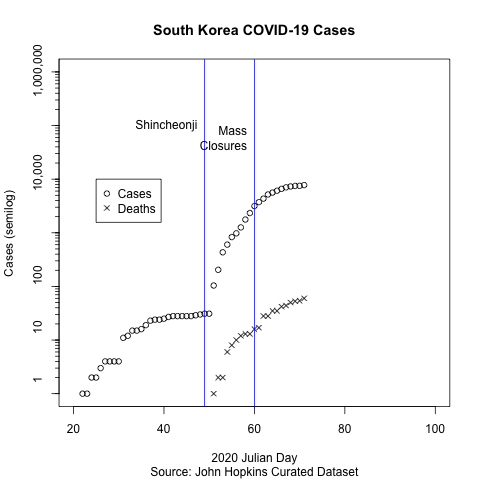 South Korea COVID-19 Cases
Cases (semilog)
1,000,000
10,000
100
10
1
Shincheonji
Mass
Closures
Cases
Deaths
20 40 60 80 100
2020 Julian Day
Source: John Hopkins Curated Dataset